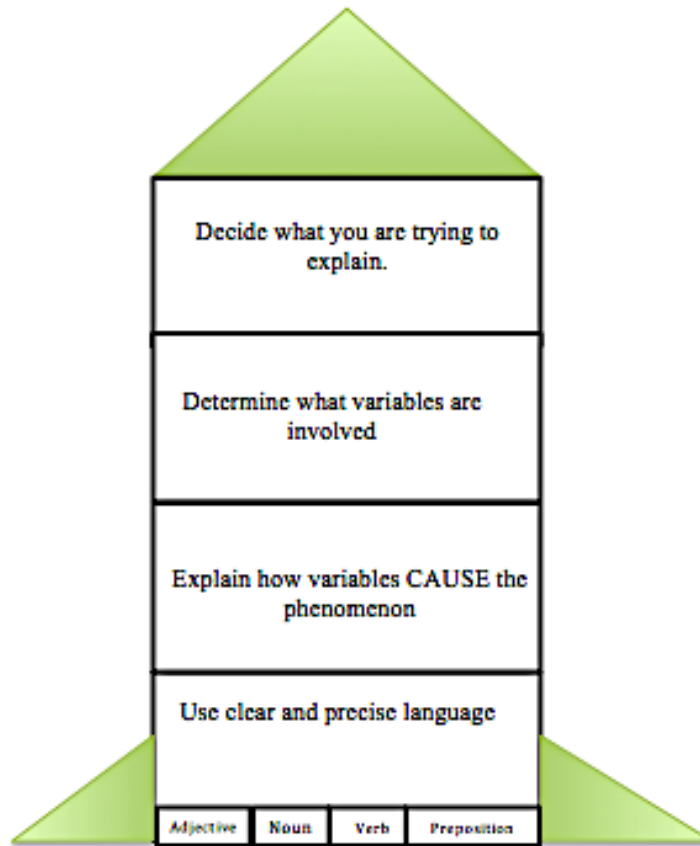 Decide what you are trying to
explain.
Determine what variables are
involved
Explain how variables CAUSE the
phenomenon
Use clear and precise language
Adjective Noun Verb Preposition